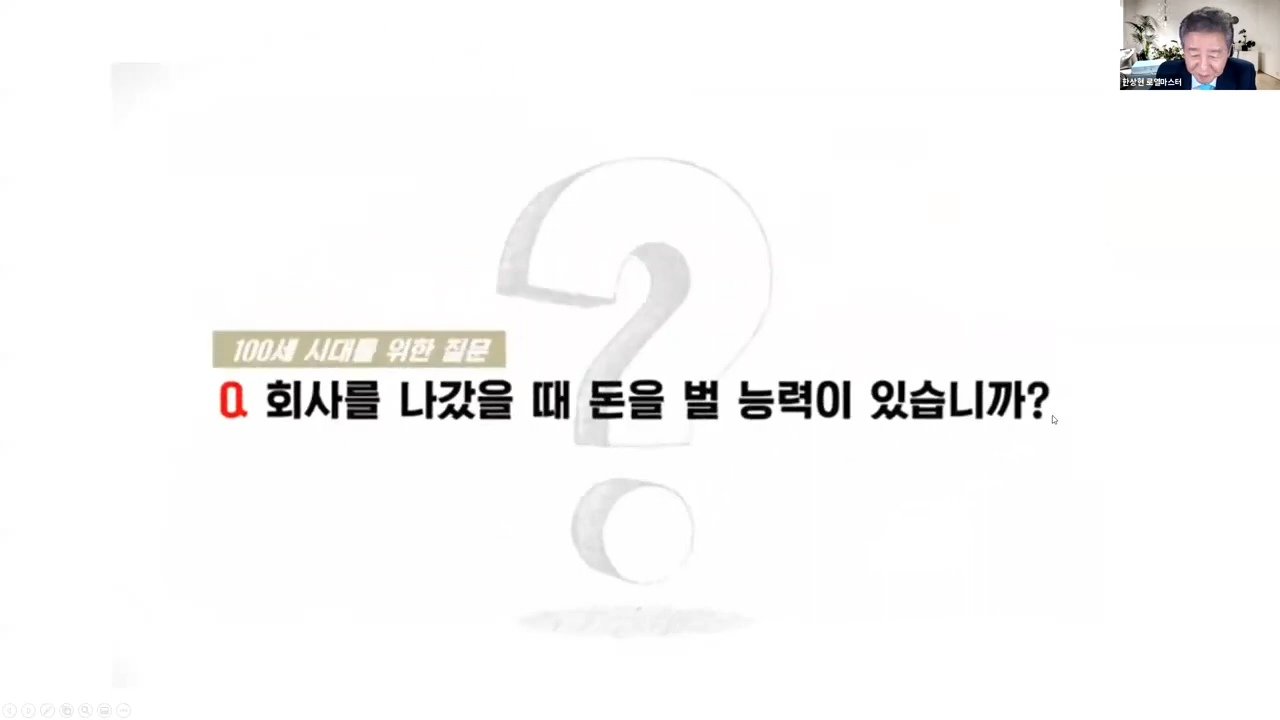 한상현 로열마스터
100세 시대를 위한 질문
Q. 회사를 나갔을 때 돈을 벌 능력이 있습니까?